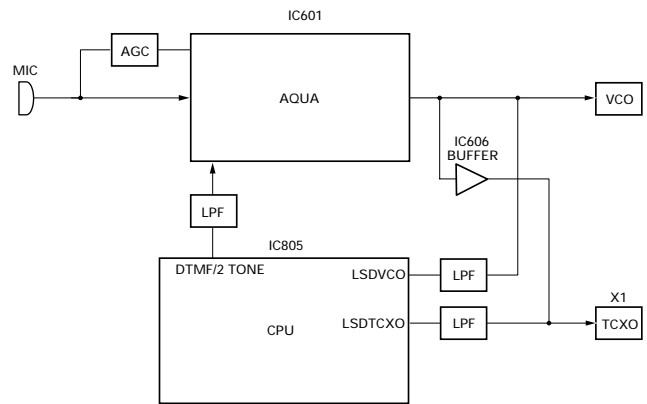 IC601
AGC
MIC
AQUA
VCO
IC606
BUFFER
LPF
IC805
DTMF/2 TONE
LSDVCO
LPF
X1
LSDTCXO
LPF
TCXO
CPU